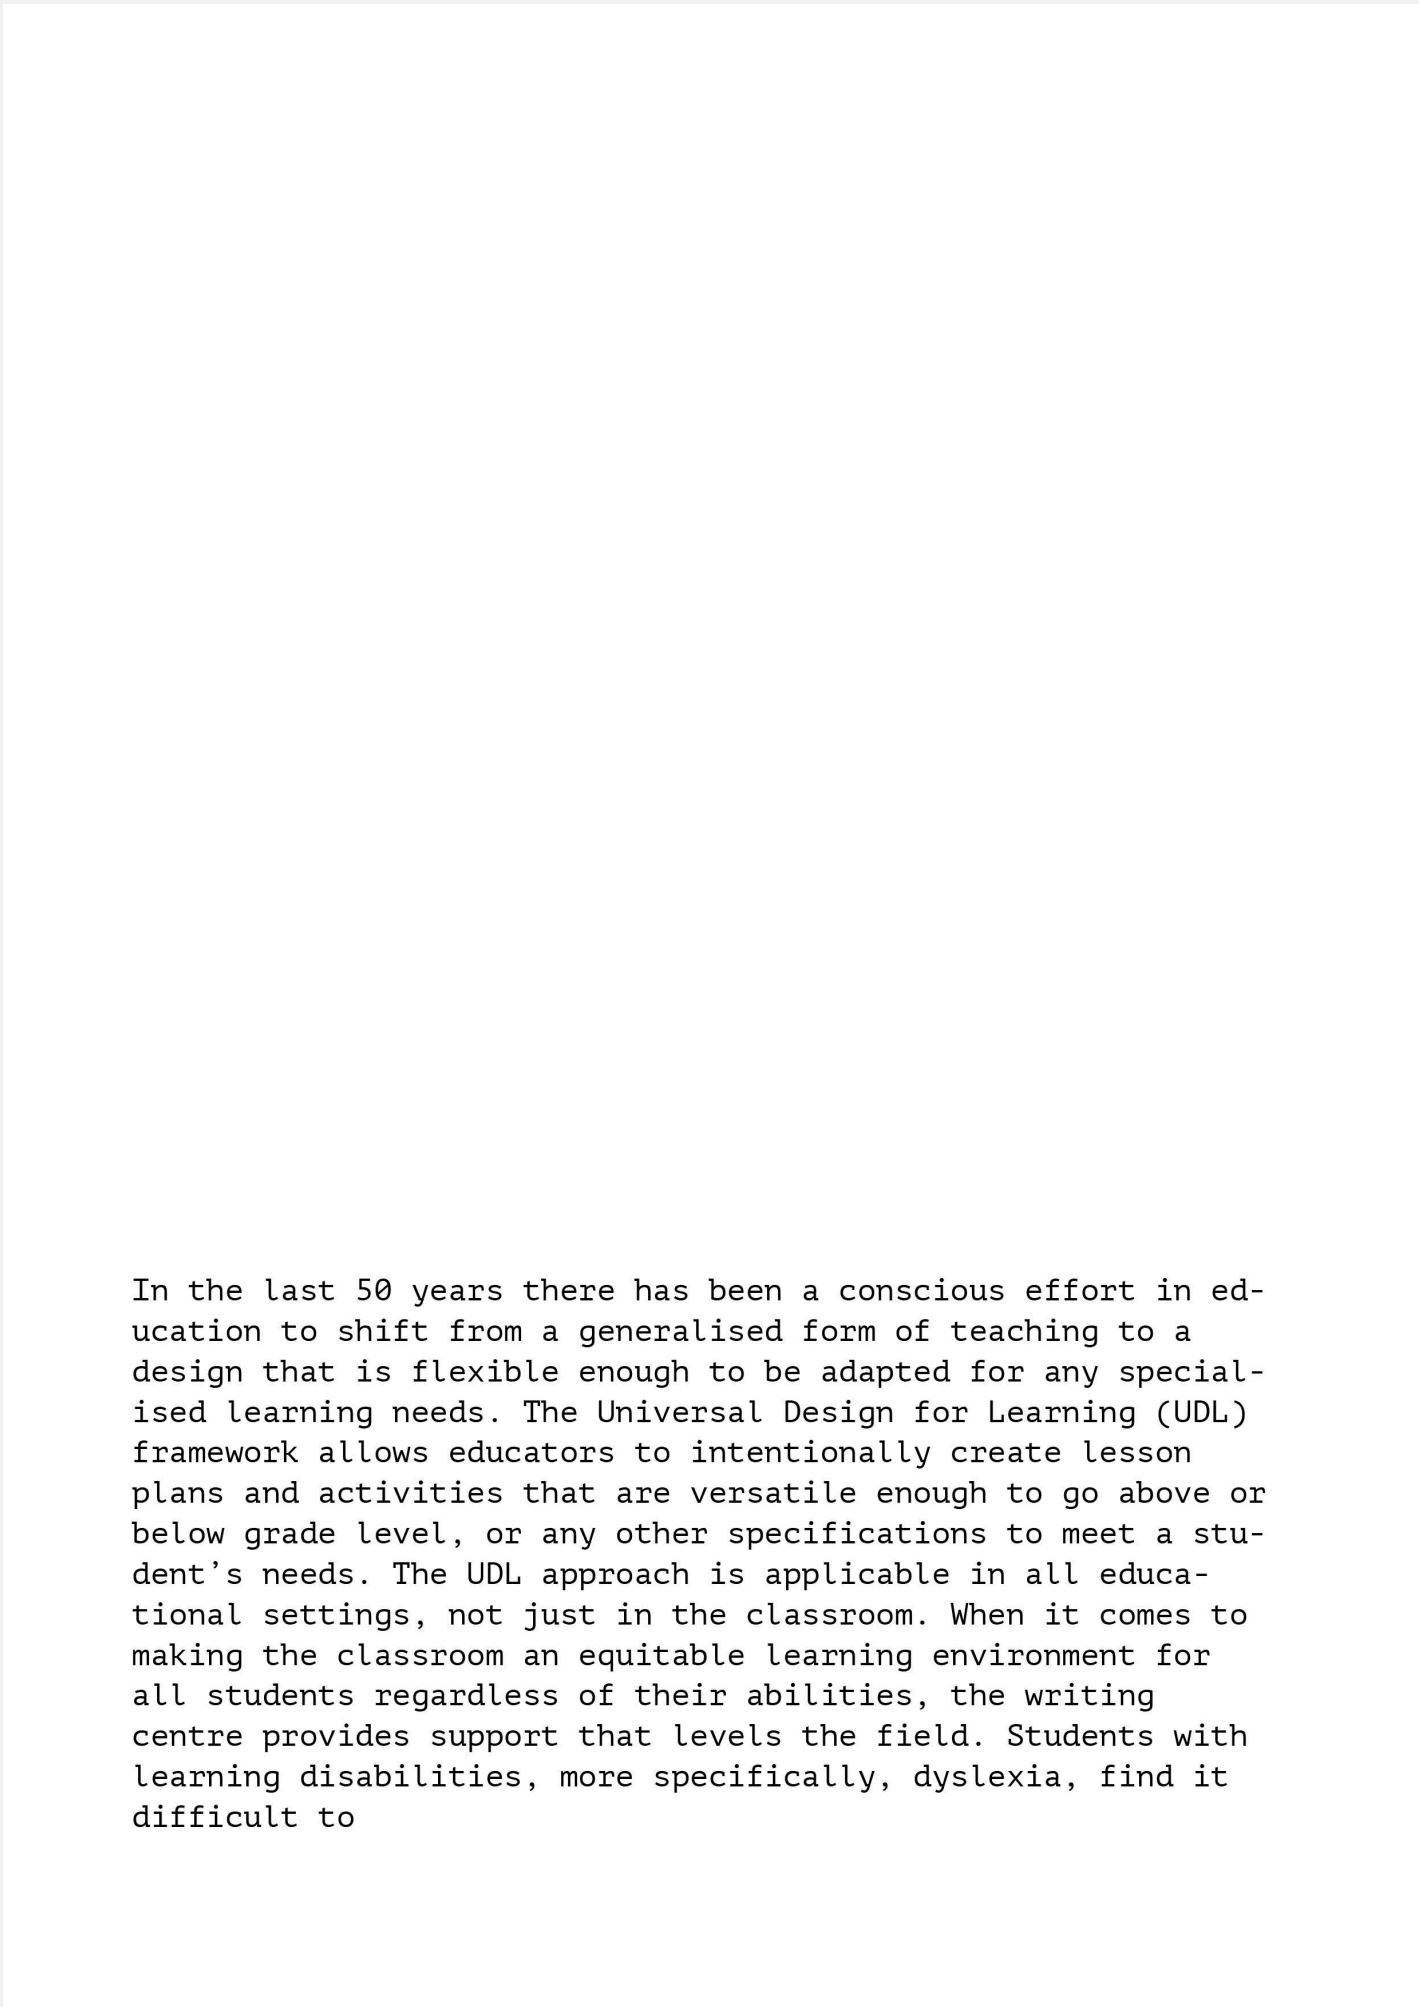 In the last 50 years there has been a conscious effort in ed-
ucation to shift from a generalised form of teaching to a
design that is flexible enough to be adapted for any special-
ised learning needs. The Universal Design for Learning (UDL)
framework allows educators to intentionally create lesson
plans and activities that are versatile enough to go above or
below grade level, or any other specifications to meet a stu-
dent’s needs. The UDL approach is applicable in all educa-
tional settings, not just in the classroom. When it comes to
making the classroom an equitable learning environment for
all students regardless of their abilities, the writing
centre provides support that levels the field. Students with
learning disabilities, more specifically, dyslexia, find it
difficult to